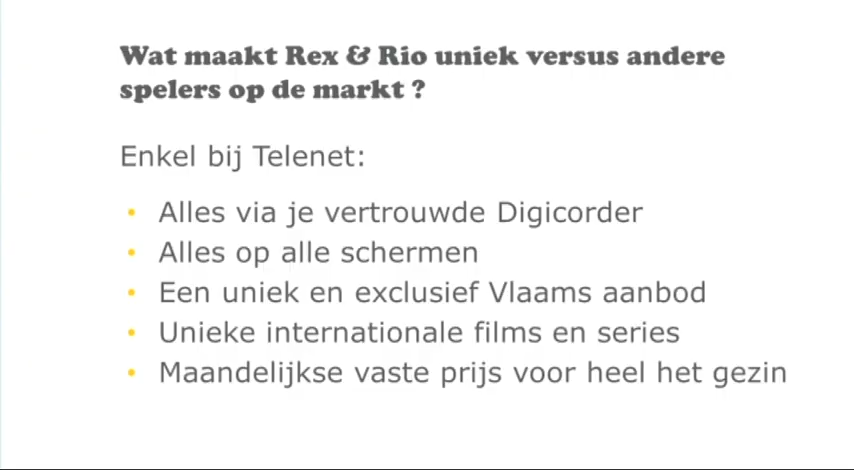 Wat maakt Rex & Rio uniek versus andere
spelers op de markt ?
Enkel bij Telenet:
• Alles via je vertrouwde Digicorder
• Alles op alle schermen
• Een uniek en exclusief Vlaams aanbod
• Unieke internationale films en series
• Maandelijkse vaste prijs voor heel het gezin